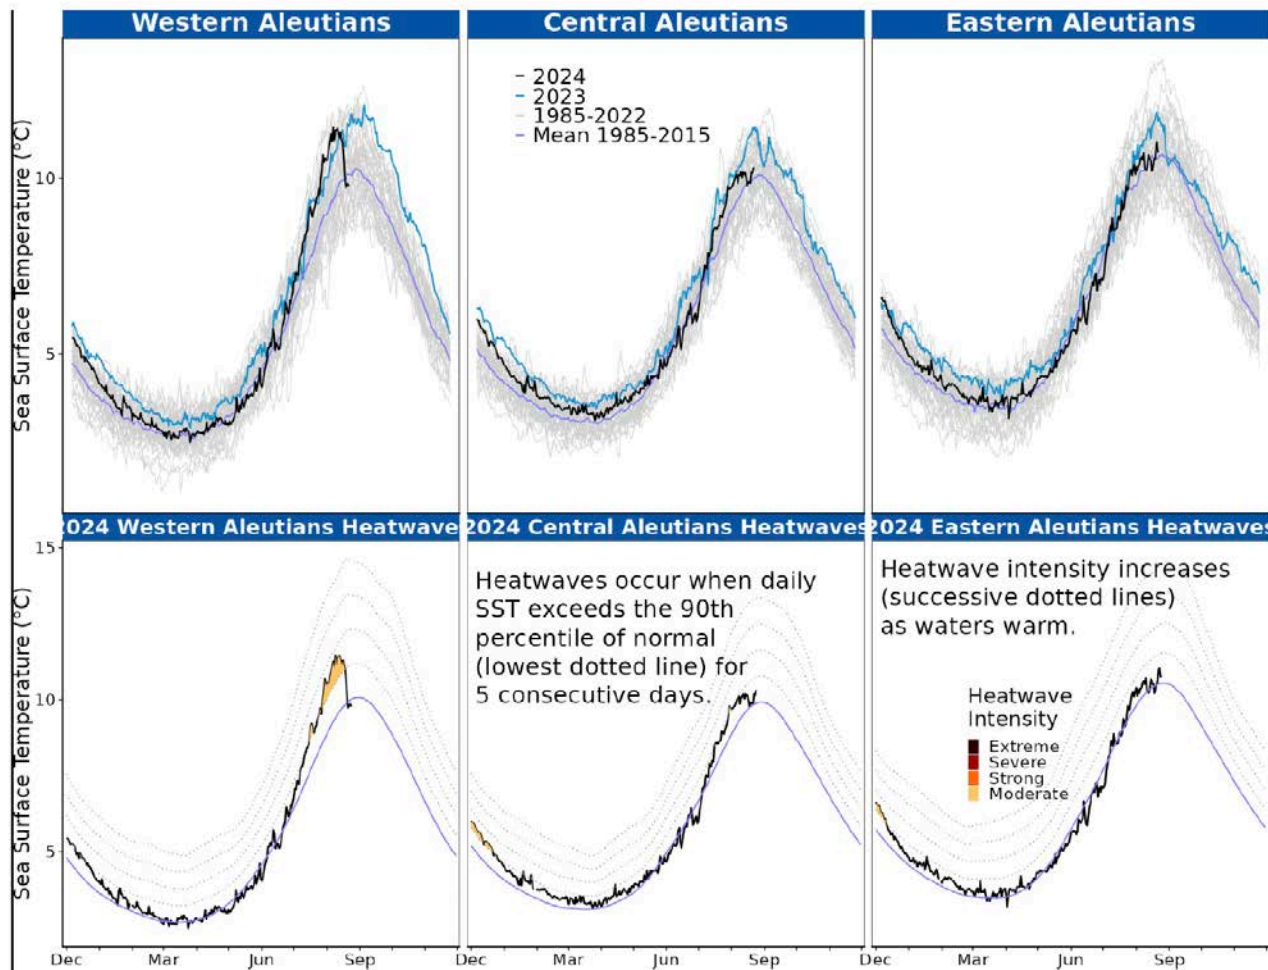 Western Aleutians
Central Aleutians
Eastern Aleutians
Sea Surface Temperature (°C)
10
5
2024
2023
1985-2022
Mean 1985-2015
2024 Western Aleutians Heatwaves
2024 Central Aleutians Heatwaves
2024 Eastern Aleutians Heatwaves
Sea Surface Temperature (°C)
15
10
5
Heatwaves occur when daily
SST exceeds the 90th
percentile of normal
(lowest dotted line) for
5 consecutive days.
Heatwave intensity increases
(successive dotted lines)
as waters warm.
Heatwave
Intensity
Extreme
Severe
Strong
Moderate
Dec Mar Jun Sep
Dec Mar Jun Sep
Dec Mar Jun Sep